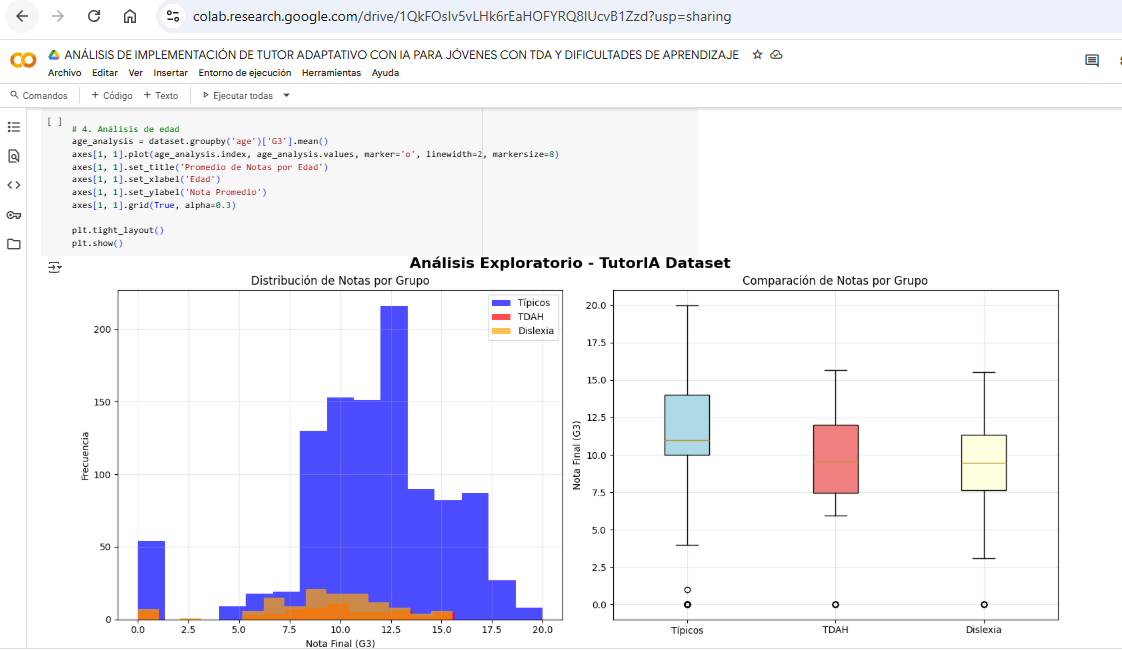 colab.research.google.com/drive/1QkFOsIv5vLHk6rEaHOFYRQ8lUcvB1Zzd?usp=sharing
ANÁLISIS DE IMPLEMENTACIÓN DE TUTOR ADAPTATIVO CON IA PARA JÓVENES CON TDA Y DIFICULTADES DE APRENDIZAJE
Archivo Editar Ver Insertar Entorno de ejecución Herramientas Ayuda
Comandos + Código + Texto Ejecutar todas
[ ]
# 4. Análisis de edad
age_analysis = dataset.groupby('age')['G3'].mean()
axes[1, 1].plot(age_analysis.index, age_analysis.values, marker='o', linewidth=2, markersize=8)
axes[1, 1].set_title('Promedio de Notas por Edad')
axes[1, 1].set_xlabel('Edad')
axes[1, 1].set_ylabel('Nota Promedio')
axes[1, 1].grid(True, alpha=0.3)
plt.tight_layout()
plt.show()
Análisis Exploratorio - TutorIA Dataset
Distribución de Notas por Grupo
Típicos
TDAH
Dislexia
200
150
100
50
0
Frecuencia
0.0 2.5 5.0 7.5 10.0 12.5 15.0 17.5 20.0
Nota Final (G3)
Comparación de Notas por Grupo
20.0
17.5
15.0
12.5
10.0
7.5
5.0
2.5
0.0
Nota Final (G3)
Típicos TDAH Dislexia